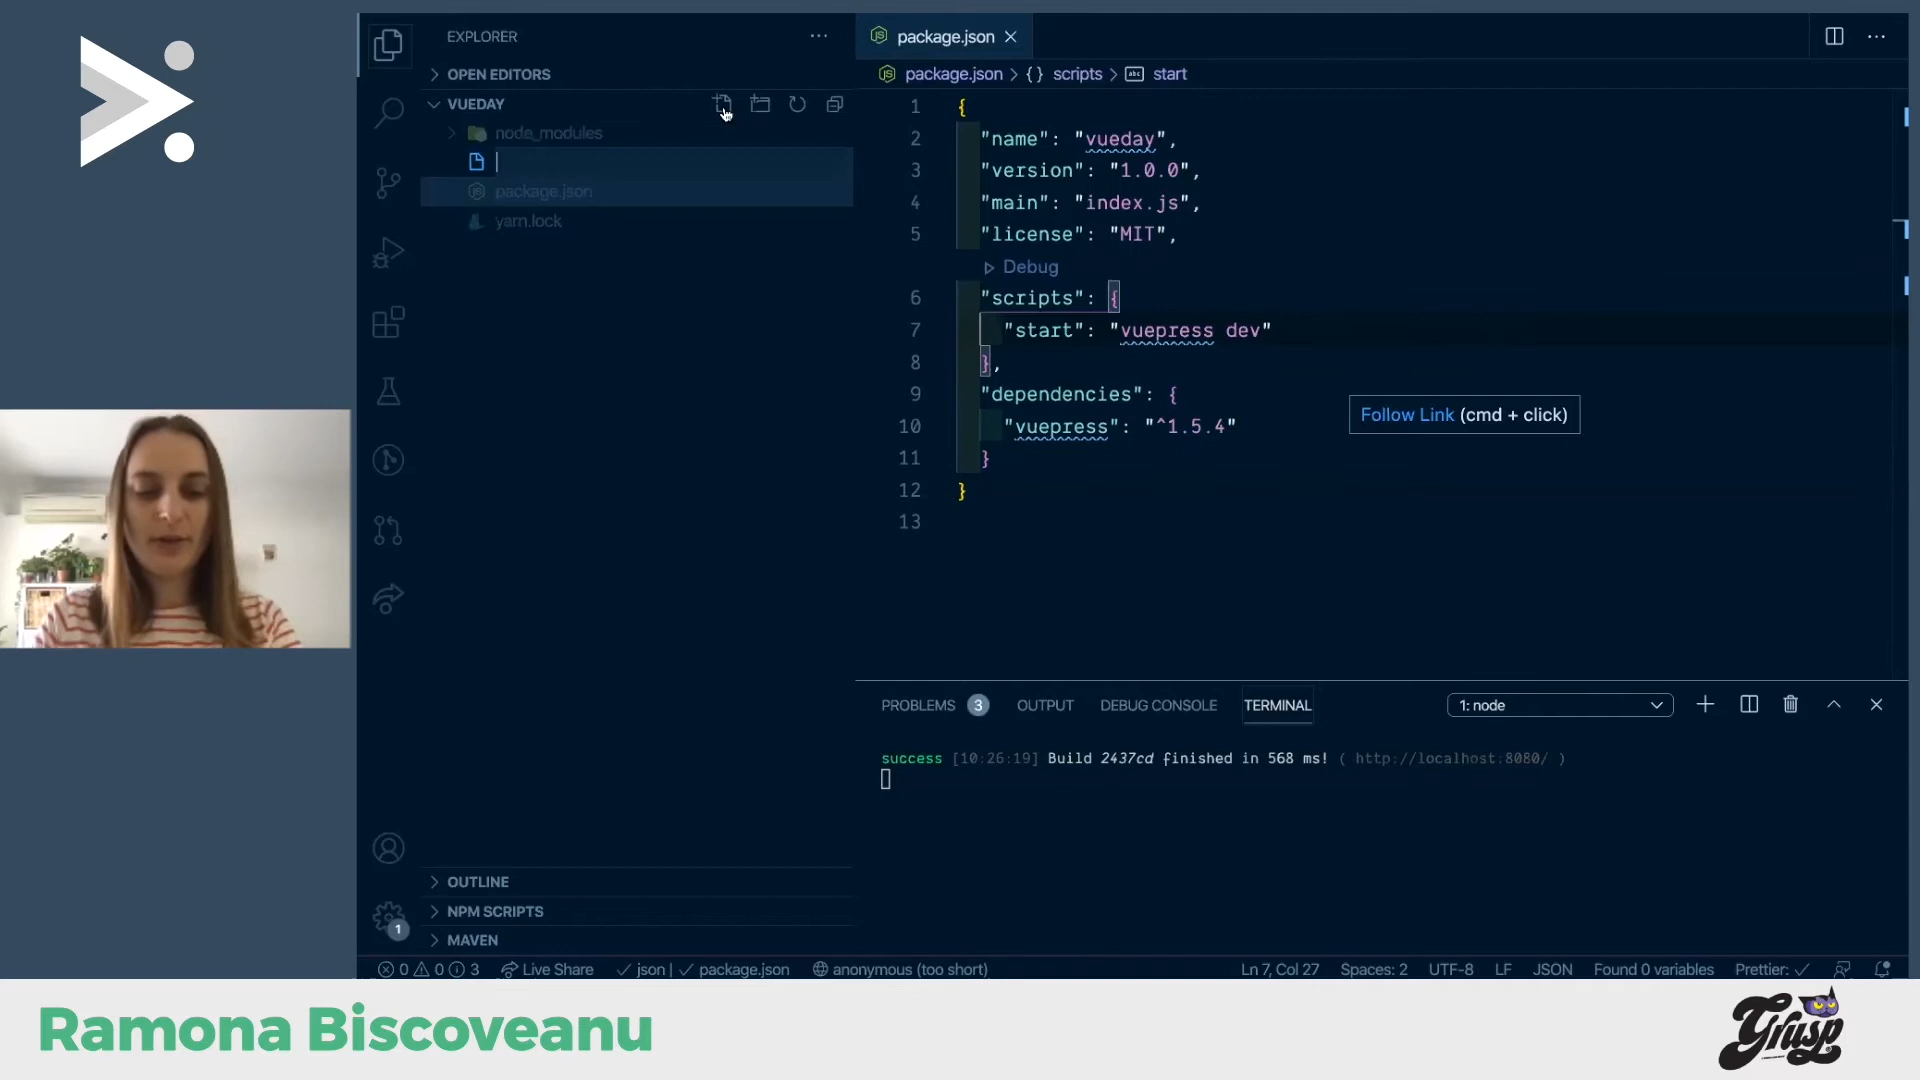 EXPLORER
OPEN EDITORS
VUEDAY
node_modules
package.json
yarn.lock
OUTLINE
NPM SCRIPTS
MAVEN
1
package.json
package.json > {} scripts > abc start
1 {
2 "name": "vueday",
3 "version": "1.0.0",
4 "main": "index.js",
5 "license": "MIT",
Debug
6 "scripts": {
7 "start": "vuepress dev"
8 },
9 "dependencies": {
10 "vuepress": "^1.5.4"
11 }
12 }
13
Follow Link (cmd + click)
PROBLEMS 3 OUTPUT DEBUG CONSOLE TERMINAL 1: node
success [10:26:19] Build 2437cd finished in 568 ms! ( http://localhost:8080/ )
0 0 3 Live Share json | package.json anonymous (too short) Ln 7, Col 27 Spaces: 2 UTF-8 LF JSON Found 0 variables Prettier:
Ramona Biscoveanu
Grusp